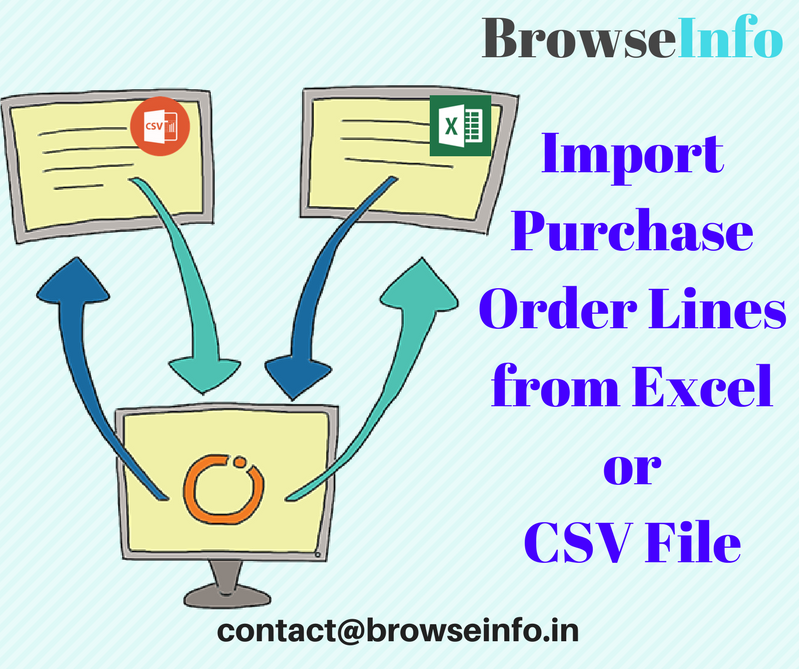 BrowseInfo
CSV
X
Import
Purchase
Order Lines
from Excel
or
CSV File
contact@browseinfo.in